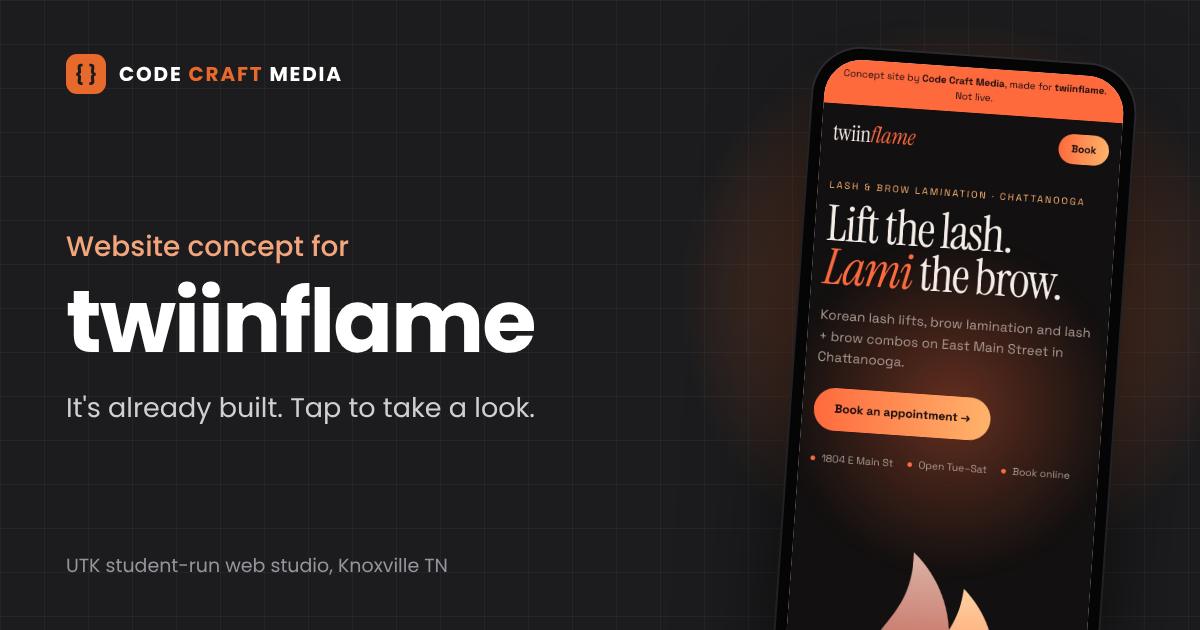 { } CODE CRAFT MEDIA
Website concept for
twiinflame
It's already built. Tap to take a look.
UTK student-run web studio, Knoxville TN
Concept site by Code Craft Media, made for twiinflame.
Not live.
twiinflame
Book
LASH & BROW LAMINATION · CHATTANOOGA
Lift the lash.
Lami the brow.
Korean lash lifts, brow lamination and lash
+ brow combos on East Main Street in
Chattanooga.
Book an appointment →
1804 E Main St • Open Tue–Sat • Book online